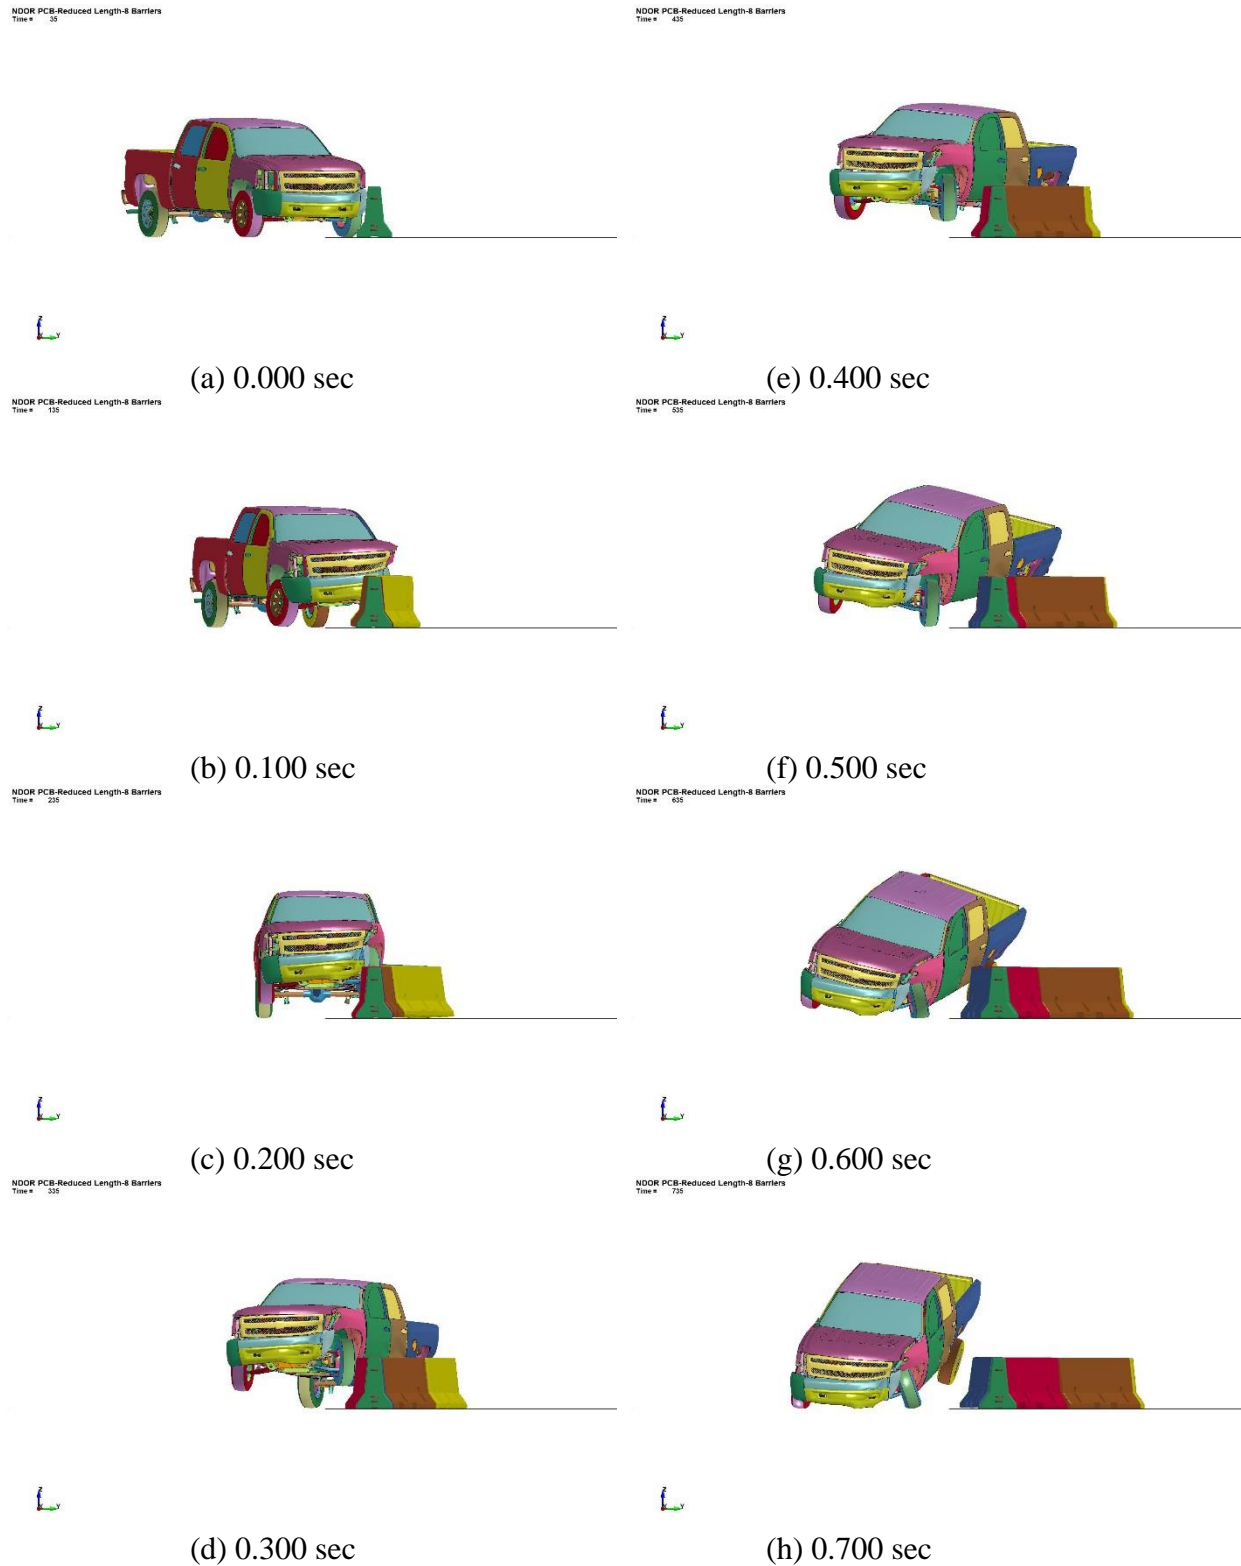 NDOR PCB-Reduced Length-8 Barriers
Time = 35
Z
Y
(a) 0.000 sec
NDOR PCB-Reduced Length-8 Barriers
Time = 135
Z
Y
(b) 0.100 sec
NDOR PCB-Reduced Length-8 Barriers
Time = 235
Z
Y
(c) 0.200 sec
NDOR PCB-Reduced Length-8 Barriers
Time = 335
Z
Y
(d) 0.300 sec
NDOR PCB-Reduced Length-8 Barriers
Time = 435
Z
Y
(e) 0.400 sec
NDOR PCB-Reduced Length-8 Barriers
Time = 535
Z
Y
(f) 0.500 sec
NDOR PCB-Reduced Length-8 Barriers
Time = 635
Z
Y
(g) 0.600 sec
NDOR PCB-Reduced Length-8 Barriers
Time = 735
Z
Y
(h) 0.700 sec